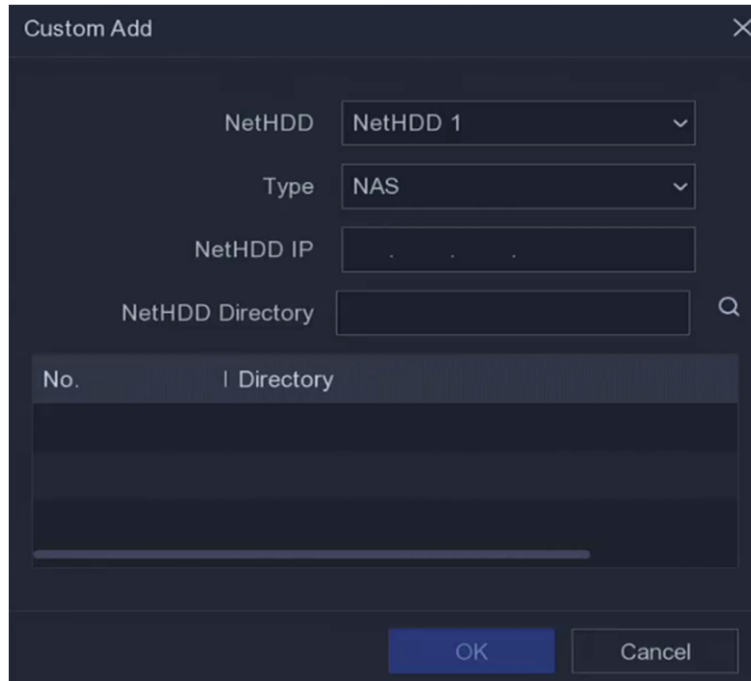 Custom Add
NetHDD NetHDD 1
Type NAS
NetHDD IP . . .
NetHDD Directory
No. Directory
OK Cancel